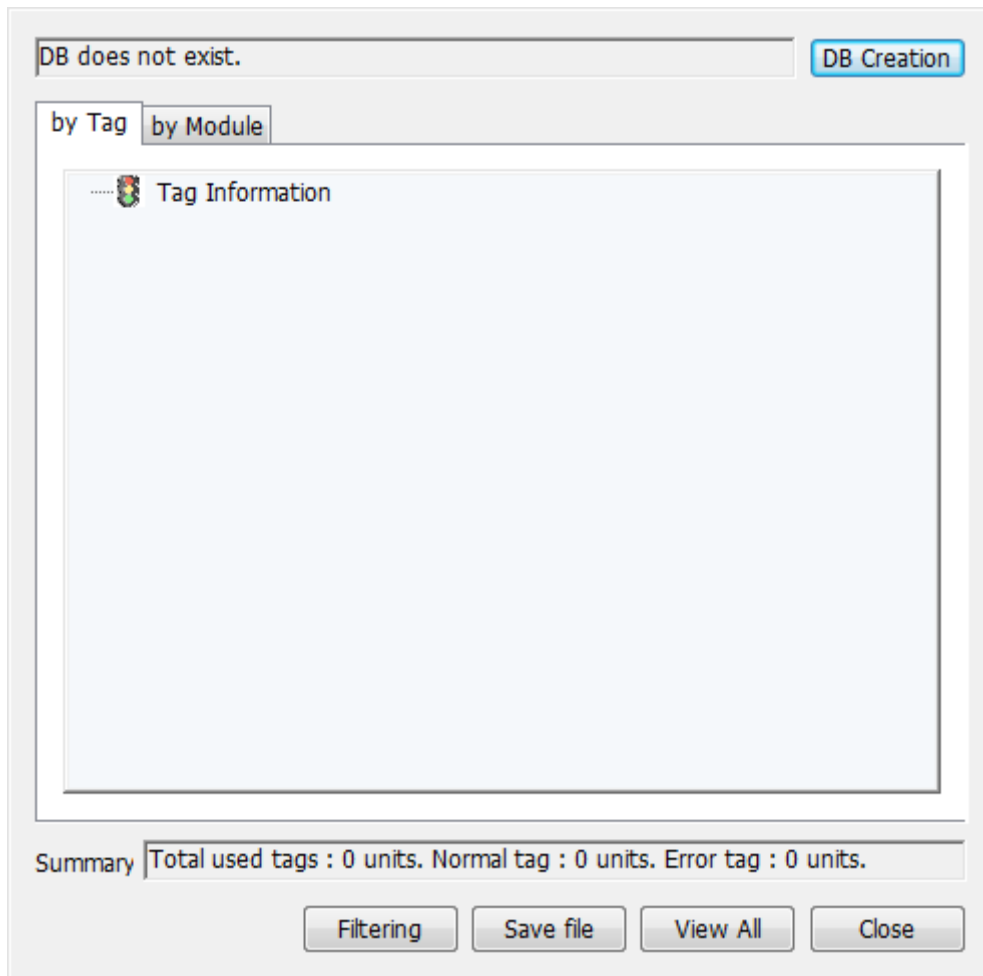 DB does not exist.
DB Creation
by Tag
by Module
Tag Information
Summary
Total used tags : 0 units. Normal tag : 0 units. Error tag : 0 units.
Filtering
Save file
View All
Close